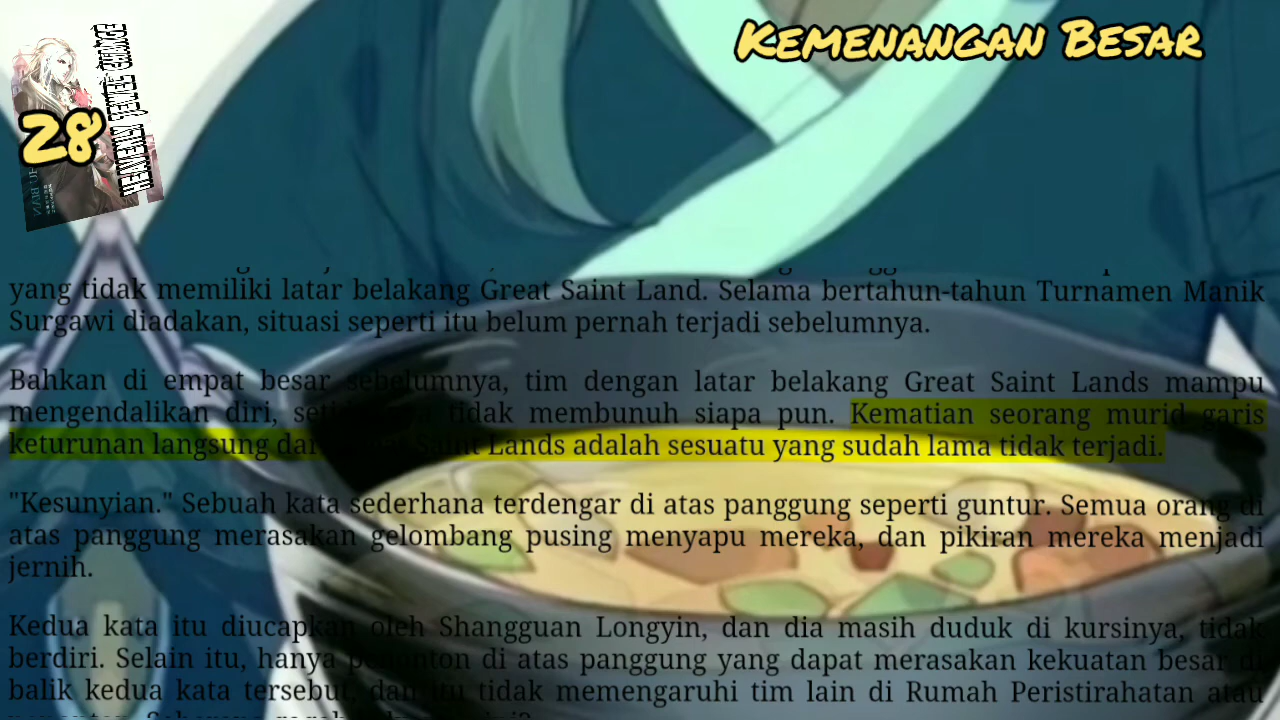 Kemenangan Besar
28
yang tidak memiliki latar belakang Great Saint Land. Selama bertahun-tahun Turnamen Manik
Surgawi diadakan, situasi seperti itu belum pernah terjadi sebelumnya.
Bahkan di empat besar sebelumnya, tim dengan latar belakang Great Saint Lands mampu
mengendalikan diri, tidak membunuh siapa pun. Kematian seorang murid garis
keturunan langsung dari Saint Lands adalah sesuatu yang sudah lama tidak terjadi.
"Kesunyian." Sebuah kata sederhana terdengar di atas panggung seperti guntur. Semua orang di
atas panggung merasakan gelombang pusing menyapu mereka, dan pikiran mereka menjadi
jernih.
Kedua kata itu diucapkan oleh Shangguan Longyin, dan dia masih duduk di kursinya, tidak
berdiri. Selain itu, hanya penonton di atas panggung yang dapat merasakan kekuatan besar di
balik kedua kata tersebut, dan itu tidak memengaruhi tim lain di Rumah Peristirahatan atau